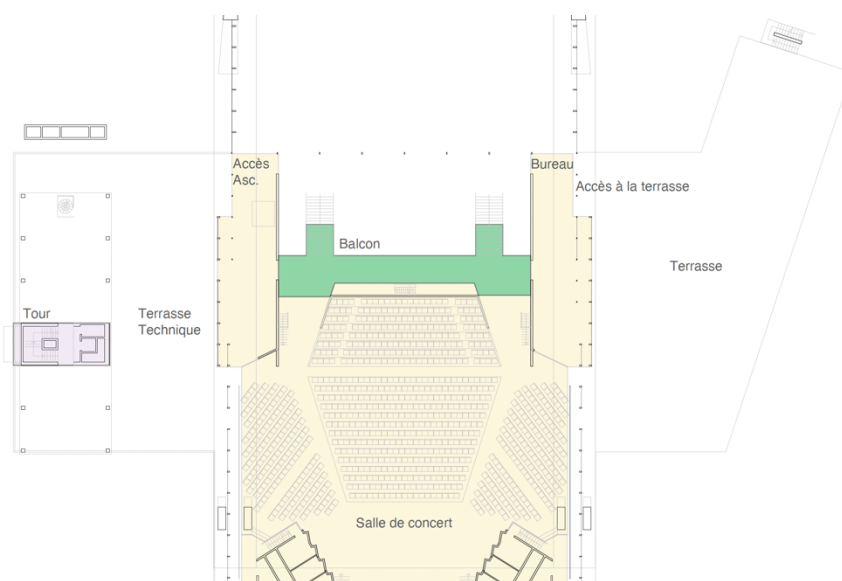 Accès
Asc.
Bureau
Accès à la terrasse
Balcon
Terrasse
Tour
Terrasse
Technique
Salle de concert